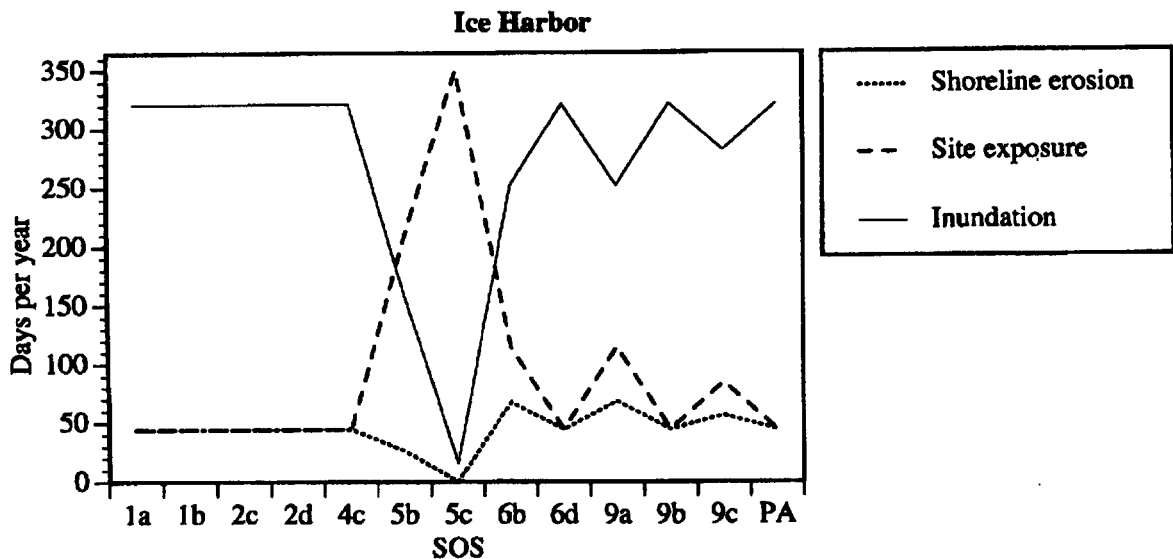 Ice Harbor
350
300
250
200
150
100
50
0
Days per year
1a 1b 2c 2d 4c 5b 5c 6b 6d 9a 9b 9c PA
SOS
Shoreline erosion
Site exposure
Inundation